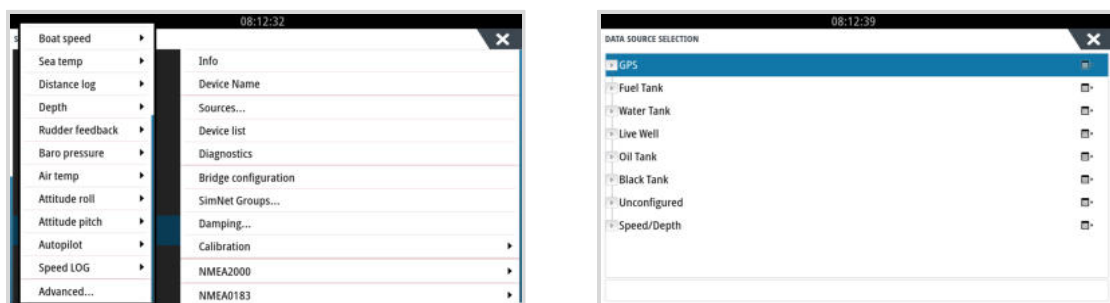 08:12:32
Boat speed
Sea temp
Distance log
Depth
Rudder feedback
Baro pressure
Air temp
Attitude roll
Attitude pitch
Autopilot
Speed LOG
Advanced...
Info
Device Name
Sources...
Device list
Diagnostics
Bridge configuration
SimNet Groups...
Damping...
Calibration
NMEA2000
NMEA0183
08:12:39
DATA SOURCE SELECTION
GPS
Fuel Tank
Water Tank
Live Well
Oil Tank
Black Tank
Unconfigured
Speed/Depth